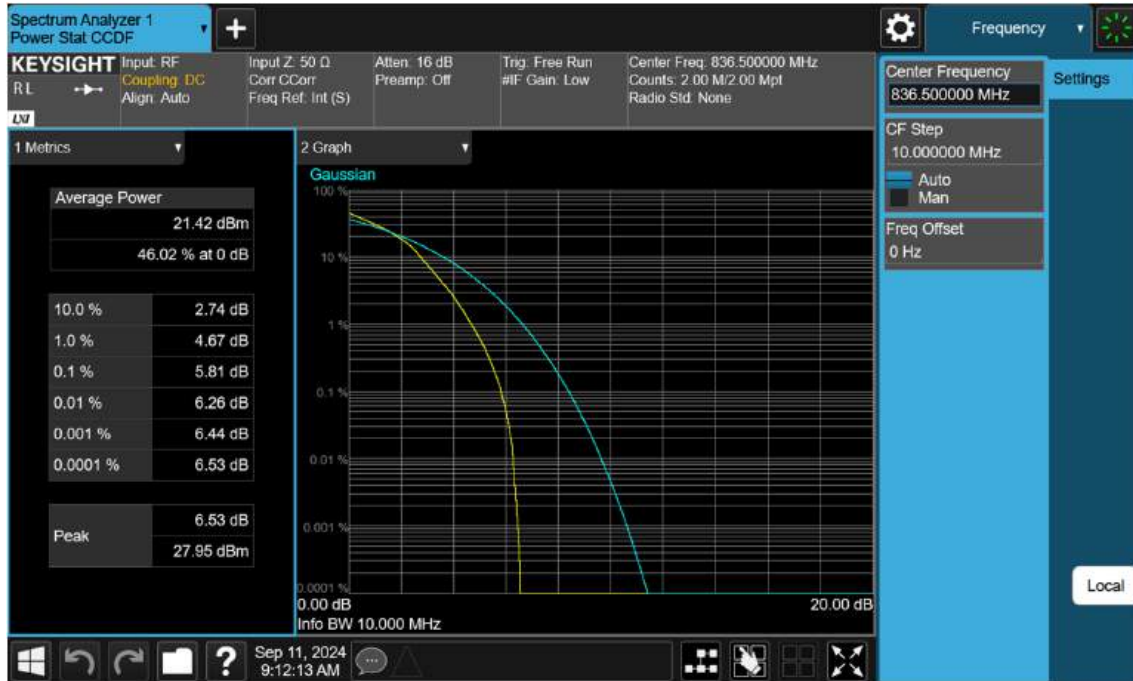 Spectrum Analyzer 1
Power Stat CCDF
+
Frequency
KEYSIGHT
RL
LXI
Input: RF
Coupling: DC
Align: Auto
Input Z: 50 Ω
Corr CCorr
Freq Ref: Int (S)
Atten: 16 dB
Preamp: Off
Trig: Free Run
#IF Gain: Low
Center Freq: 836.500000 MHz
Counts: 2.00 M/2.00 Mpt
Radio Std: None
Center Frequency
836.500000 MHz
Settings
CF Step
10.000000 MHz
Auto
Man
Freq Offset
0 Hz
1 Metrics
Average Power
21.42 dBm
46.02 % at 0 dB
10.0 % 2.74 dB
1.0 % 4.67 dB
0.1 % 5.81 dB
0.01 % 6.26 dB
0.001 % 6.44 dB
0.0001 % 6.53 dB
Peak 6.53 dB
27.95 dBm
2 Graph
Gaussian
100 %
10 %
1 %
0.1 %
0.01 %
0.001 %
0.0001 %
0.00 dB 20.00 dB
Info BW 10.000 MHz
Local
?
Sep 11, 2024
9:12:13 AM